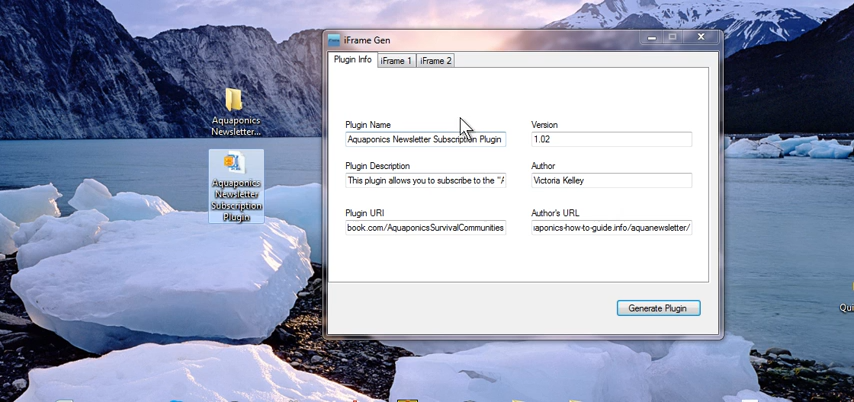 iFrame Gen
Plugin Info
iFrame 1
iFrame 2
Aquaponics
Newsletter...
Aquaponics
Newsletter
Subscription
Plugin
Plugin Name
Version
Aquaponics Newsletter Subscription Plugin
1.02
Plugin Description
Author
This plugin allows you to subscribe to the "A
Victoria Kelley
Plugin URI
Author's URL
book.com/AquaponicsSurvivalCommunities
aponics-how-to-guide.info/aquanewsletter/
Generate Plugin
Qui